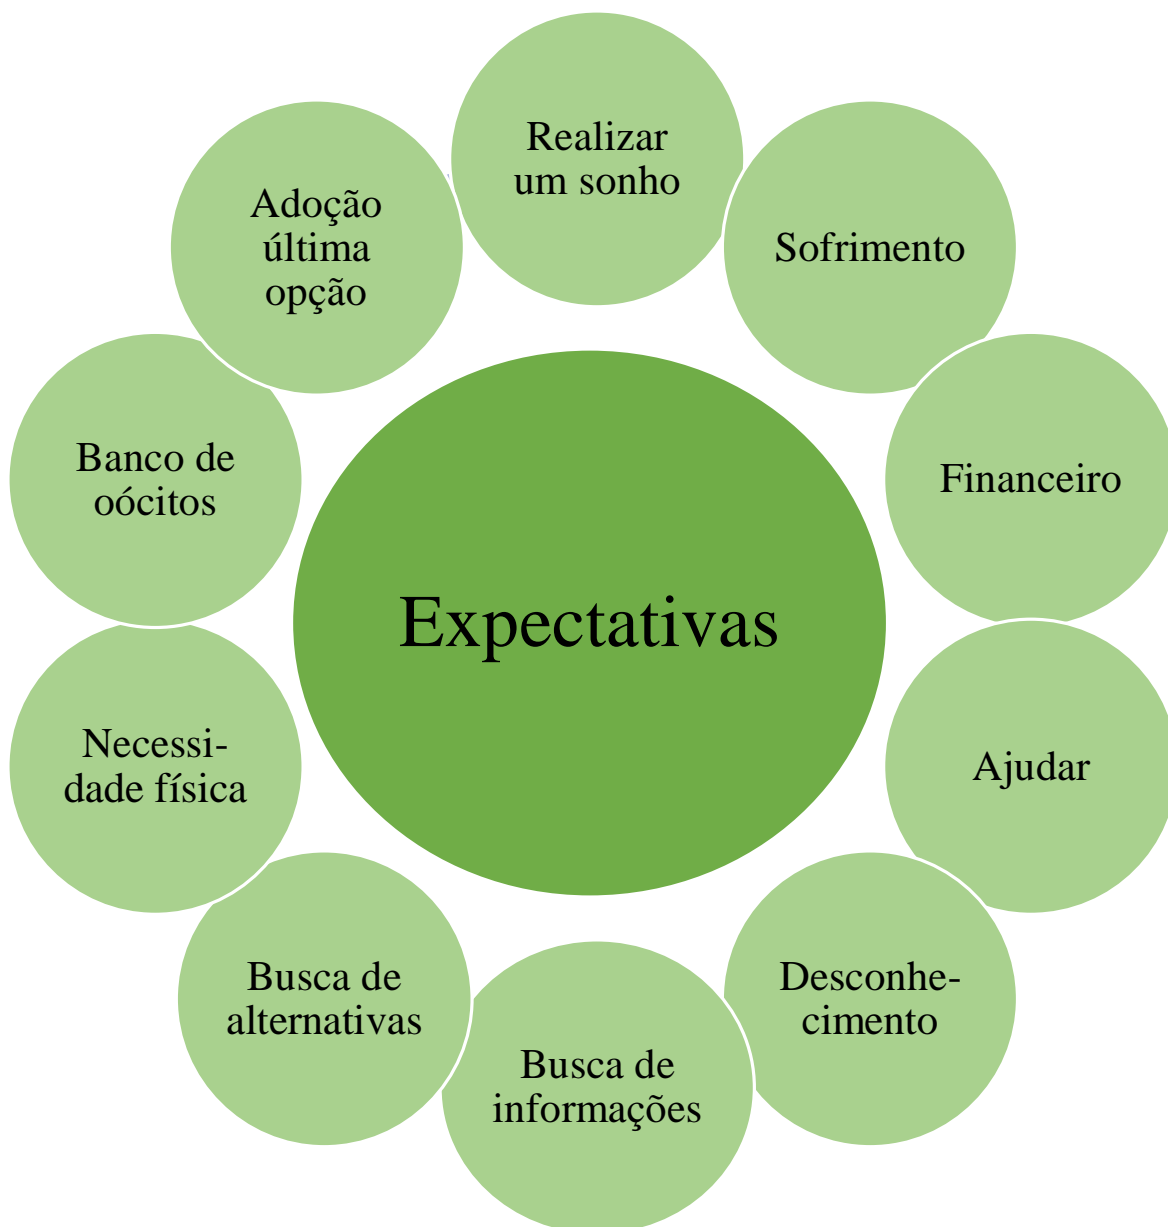 Realizar
um sonho
Sofrimento
Financeiro
Ajudar
Desconhe-
cimento
Busca de
informações
Busca de
alternativas
Necessi-
dade física
Banco de
oócitos
Adoção
última
opção
Expectativas